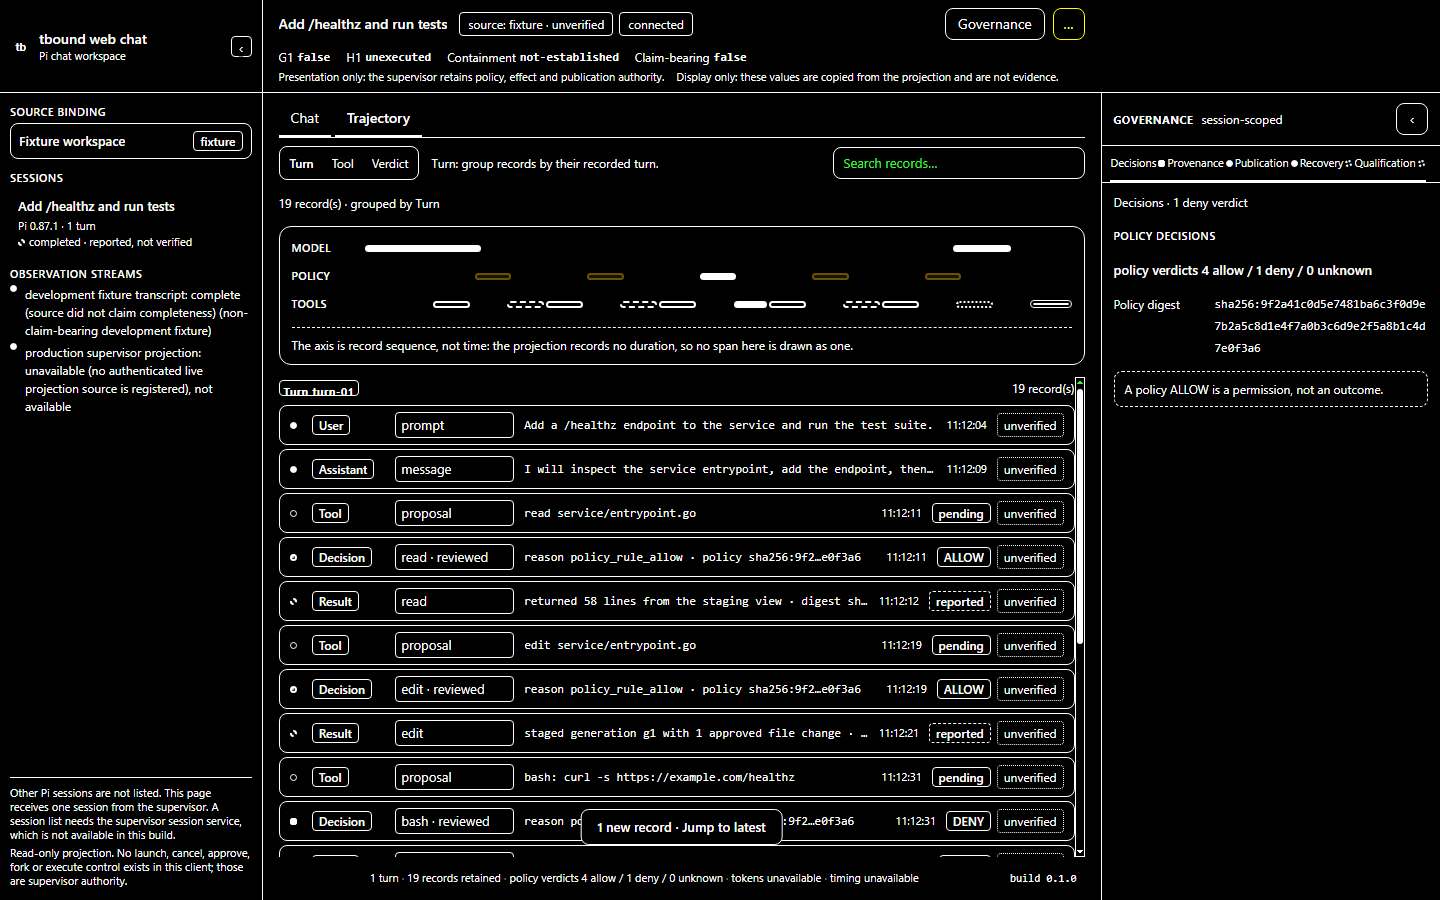 tb
tbound web chat
Pi chat workspace
‹
SOURCE BINDING
Fixture workspace
fixture
SESSIONS
Add /healthz and run tests
Pi 0.87.1 · 1 turn
completed · reported, not verified
OBSERVATION STREAMS
development fixture transcript: complete
(source did not claim completeness) (non-
claim-bearing development fixture)
production supervisor projection:
unavailable (no authenticated live
projection source is registered), not
available
Other Pi sessions are not listed. This page
receives one session from the supervisor. A
session list needs the supervisor session service,
which is not available in this build.
Read-only projection. No launch, cancel, approve,
fork or execute control exists in this client; those
are supervisor authority.
Add /healthz and run tests source: fixture · unverified connected Governance ...
G1 false H1 unexecuted Containment not-established Claim-bearing false
Presentation only: the supervisor retains policy, effect and publication authority. Display only: these values are copied from the projection and are not evidence.
Chat Trajectory
Turn Tool Verdict Turn: group records by their recorded turn. Search records...
19 record(s) · grouped by Turn
MODEL
POLICY
TOOLS
The axis is record sequence, not time: the projection records no duration, so no span here is drawn as one.
Turn turn-01 19 record(s)
User prompt Add a /healthz endpoint to the service and run the test suite. 11:12:04 unverified
Assistant message I will inspect the service entrypoint, add the endpoint, then… 11:12:09 unverified
Tool proposal read service/entrypoint.go 11:12:11 pending unverified
Decision read · reviewed reason policy_rule_allow · policy sha256:9f2…e0f3a6 11:12:11 ALLOW unverified
Result read returned 58 lines from the staging view · digest sh… 11:12:12 reported unverified
Tool proposal edit service/entrypoint.go 11:12:19 pending unverified
Decision edit · reviewed reason policy_rule_allow · policy sha256:9f2…e0f3a6 11:12:19 ALLOW unverified
Result edit staged generation g1 with 1 approved file change · … 11:12:21 reported unverified
Tool proposal bash: curl -s https://example.com/healthz 11:12:31 pending unverified
Decision bash · reviewed reason po :9f2…e0f3a6 11:12:31 DENY unverified
1 new record · Jump to latest
1 turn · 19 records retained · policy verdicts 4 allow / 1 deny / 0 unknown · tokens unavailable · timing unavailable build 0.1.0
GOVERNANCE session-scoped ‹
Decisions Provenance Publication Recovery Qualification
Decisions · 1 deny verdict
POLICY DECISIONS
policy verdicts 4 allow / 1 deny / 0 unknown
Policy digest sha256:9f2a41c0d5e7481ba6c3f0d9e
7b2a5c8d1e4f7a0b3c6d9e2f5a8b1c4d
7e0f3a6
A policy ALLOW is a permission, not an outcome.